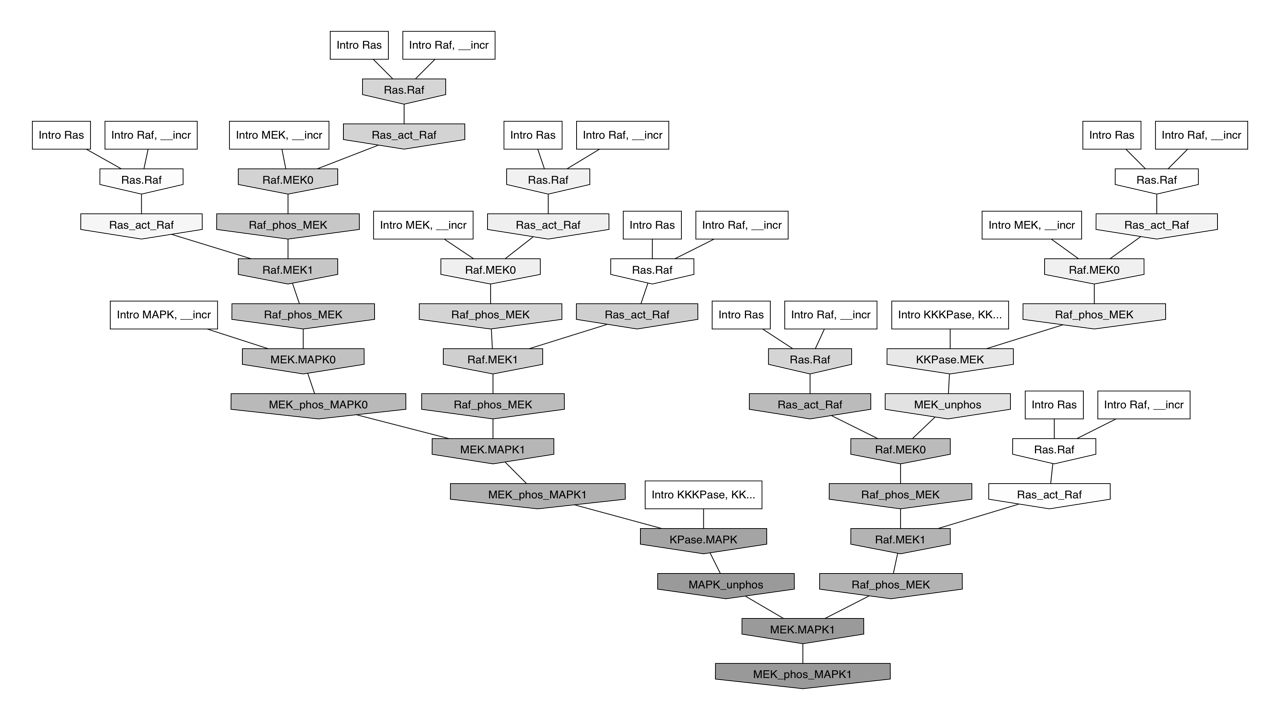 Intro Ras
Intro Raf, __incr
Ras.Raf
Intro Ras
Intro Raf, __incr
Intro MEK, __incr
Ras_act_Raf
Intro Ras
Intro Raf, __incr
Intro Ras
Intro Raf, __incr
Ras.Raf
Raf.MEK0
Ras.Raf
Ras.Raf
Ras_act_Raf
Raf_phos_MEK
Intro MEK, __incr
Ras_act_Raf
Intro Ras
Intro Raf, __incr
Intro MEK, __incr
Ras_act_Raf
Raf.MEK1
Raf.MEK0
Ras.Raf
Raf.MEK0
Intro MAPK, __incr
Raf_phos_MEK
Raf_phos_MEK
Ras_act_Raf
Intro Ras
Intro Raf, __incr
Intro KKKPase, KK...
Raf_phos_MEK
MEK.MAPK0
Raf.MEK1
Ras.Raf
KKPase.MEK
MEK_phos_MAPK0
Raf_phos_MEK
Ras_act_Raf
MEK_unphos
Intro Ras
Intro Raf, __incr
MEK.MAPK1
Raf.MEK0
Ras.Raf
MEK_phos_MAPK1
Intro KKKPase, KK...
Raf_phos_MEK
Ras_act_Raf
KPase.MAPK
Raf.MEK1
MAPK_unphos
Raf_phos_MEK
MEK.MAPK1
MEK_phos_MAPK1